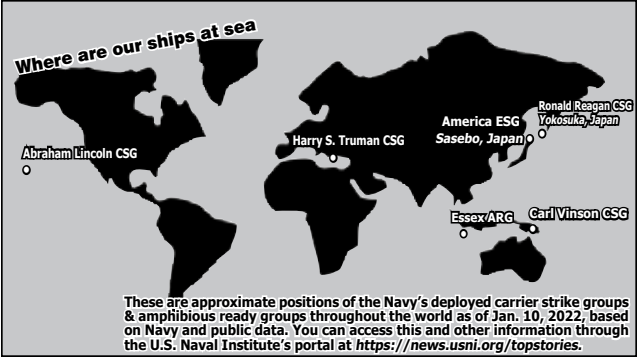 Where are our ships at sea
Ronald Reagan CSG
Yokosuka, Japan
America ESG
Sasebo, Japan
Harry S. Truman CSG
Abraham Lincoln CSG
Essex ARG
Carl Vinson CSG
These are approximate positions of the Navy's deployed carrier strike groups
& amphibious ready groups throughout the world as of Jan. 10, 2022, based
on Navy and public data. You can access this and other information through
the U.S. Naval Institute's portal at https://news.usni.org/topstories.